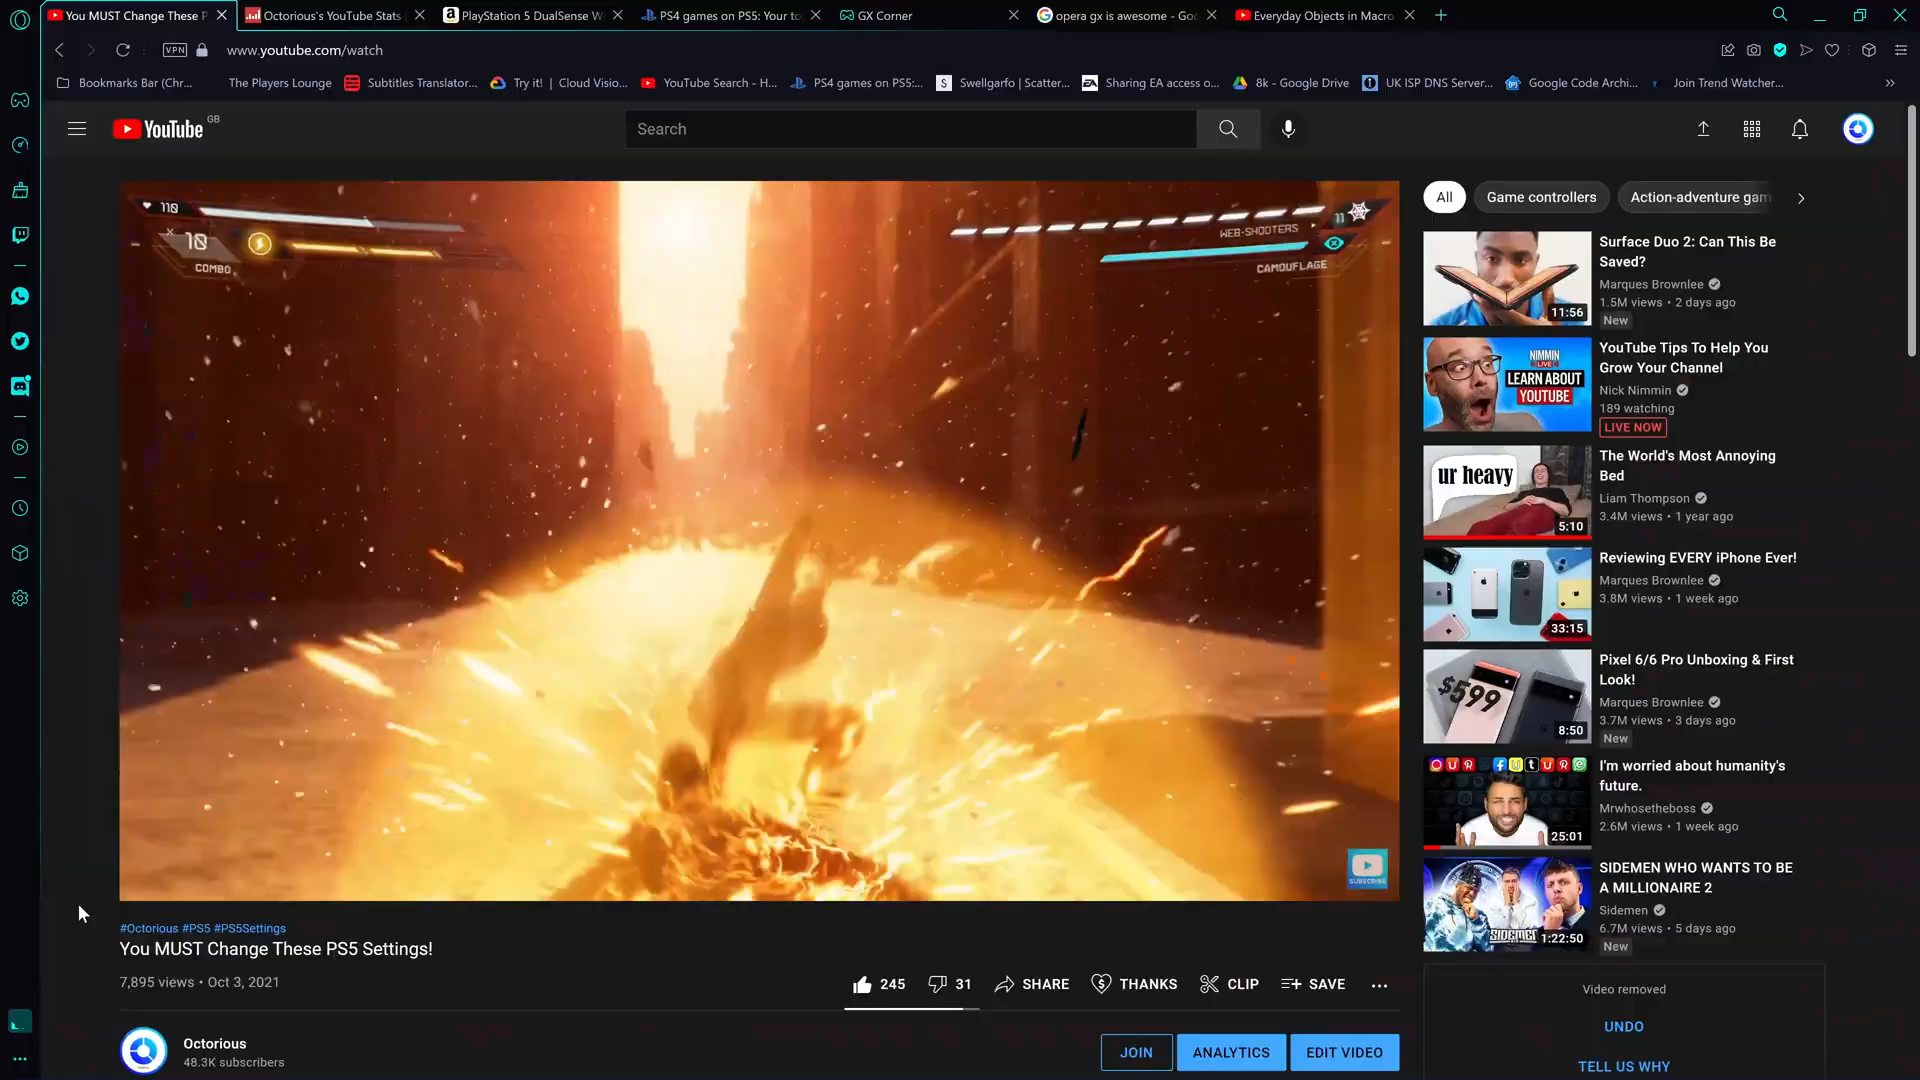 You MUST Change These P
Octorious's YouTube Stats
PlayStation 5 DualSense W
PS4 games on PS5: Your to
GX Corner
opera gx is awesome - Goo
Everyday Objects in Macro
VPN
www.youtube.com/watch
Bookmarks Bar (Chr...
The Players Lounge
Subtitles Translator...
Try it! | Cloud Visio...
YouTube Search - H...
PS4 games on PS5:...
S
Swellgarfo | Scatter...
EA
Sharing EA access o...
8k - Google Drive
UK ISP DNS Server...
Google Code Archi...
Join Trend Watcher...
YouTube GB
Search
110
10
COMBO
11
WEB-SHOOTERS
CAMOUFLAGE
SUBSCRIBE
#Octorious #PS5 #PS5Settings
You MUST Change These PS5 Settings!
7,895 views • Oct 3, 2021
245
31
SHARE
THANKS
CLIP
SAVE
Octorious
48.3K subscribers
JOIN
ANALYTICS
EDIT VIDEO
All
Game controllers
Action-adventure gam
11:56
Surface Duo 2: Can This Be
Saved?
Marques Brownlee
1.5M views • 2 days ago
New
NIMMIN
LIVE
LEARN ABOUT
YOUTUBE
YouTube Tips To Help You
Grow Your Channel
Nick Nimmin
189 watching
LIVE NOW
ur heavy
5:10
The World's Most Annoying
Bed
Liam Thompson
3.4M views • 1 year ago
33:15
Reviewing EVERY iPhone Ever!
Marques Brownlee
3.8M views • 1 week ago
$599
8:50
Pixel 6/6 Pro Unboxing & First
Look!
Marques Brownlee
3.7M views • 3 days ago
New
25:01
I'm worried about humanity's
future.
Mrwhosetheboss
2.6M views • 1 week ago
SIDEMEN
1:22:50
SIDEMEN WHO WANTS TO BE
A MILLIONAIRE 2
Sidemen
6.7M views • 5 days ago
New
Video removed
UNDO
TELL US WHY